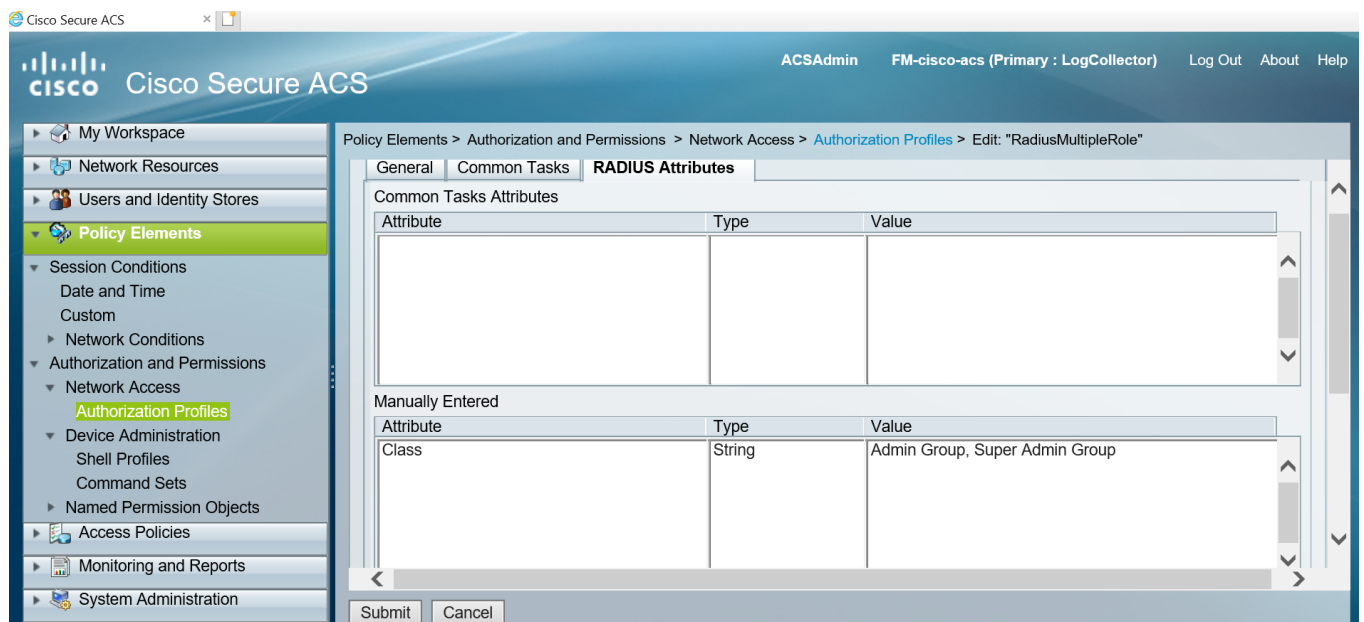 Cisco Secure ACS ×
cisco Cisco Secure ACS
ACSAdmin FM-cisco-acs (Primary : LogCollector) Log Out About Help
My Workspace
Network Resources
Users and Identity Stores
Policy Elements
Session Conditions
Date and Time
Custom
Network Conditions
Authorization and Permissions
Network Access
Authorization Profiles
Device Administration
Shell Profiles
Command Sets
Named Permission Objects
Access Policies
Monitoring and Reports
System Administration
Policy Elements > Authorization and Permissions > Network Access > Authorization Profiles > Edit: "RadiusMultipleRole"
General Common Tasks RADIUS Attributes
Common Tasks Attributes
Attribute Type Value
Manually Entered
Attribute Type Value
Class String Admin Group, Super Admin Group
Submit Cancel